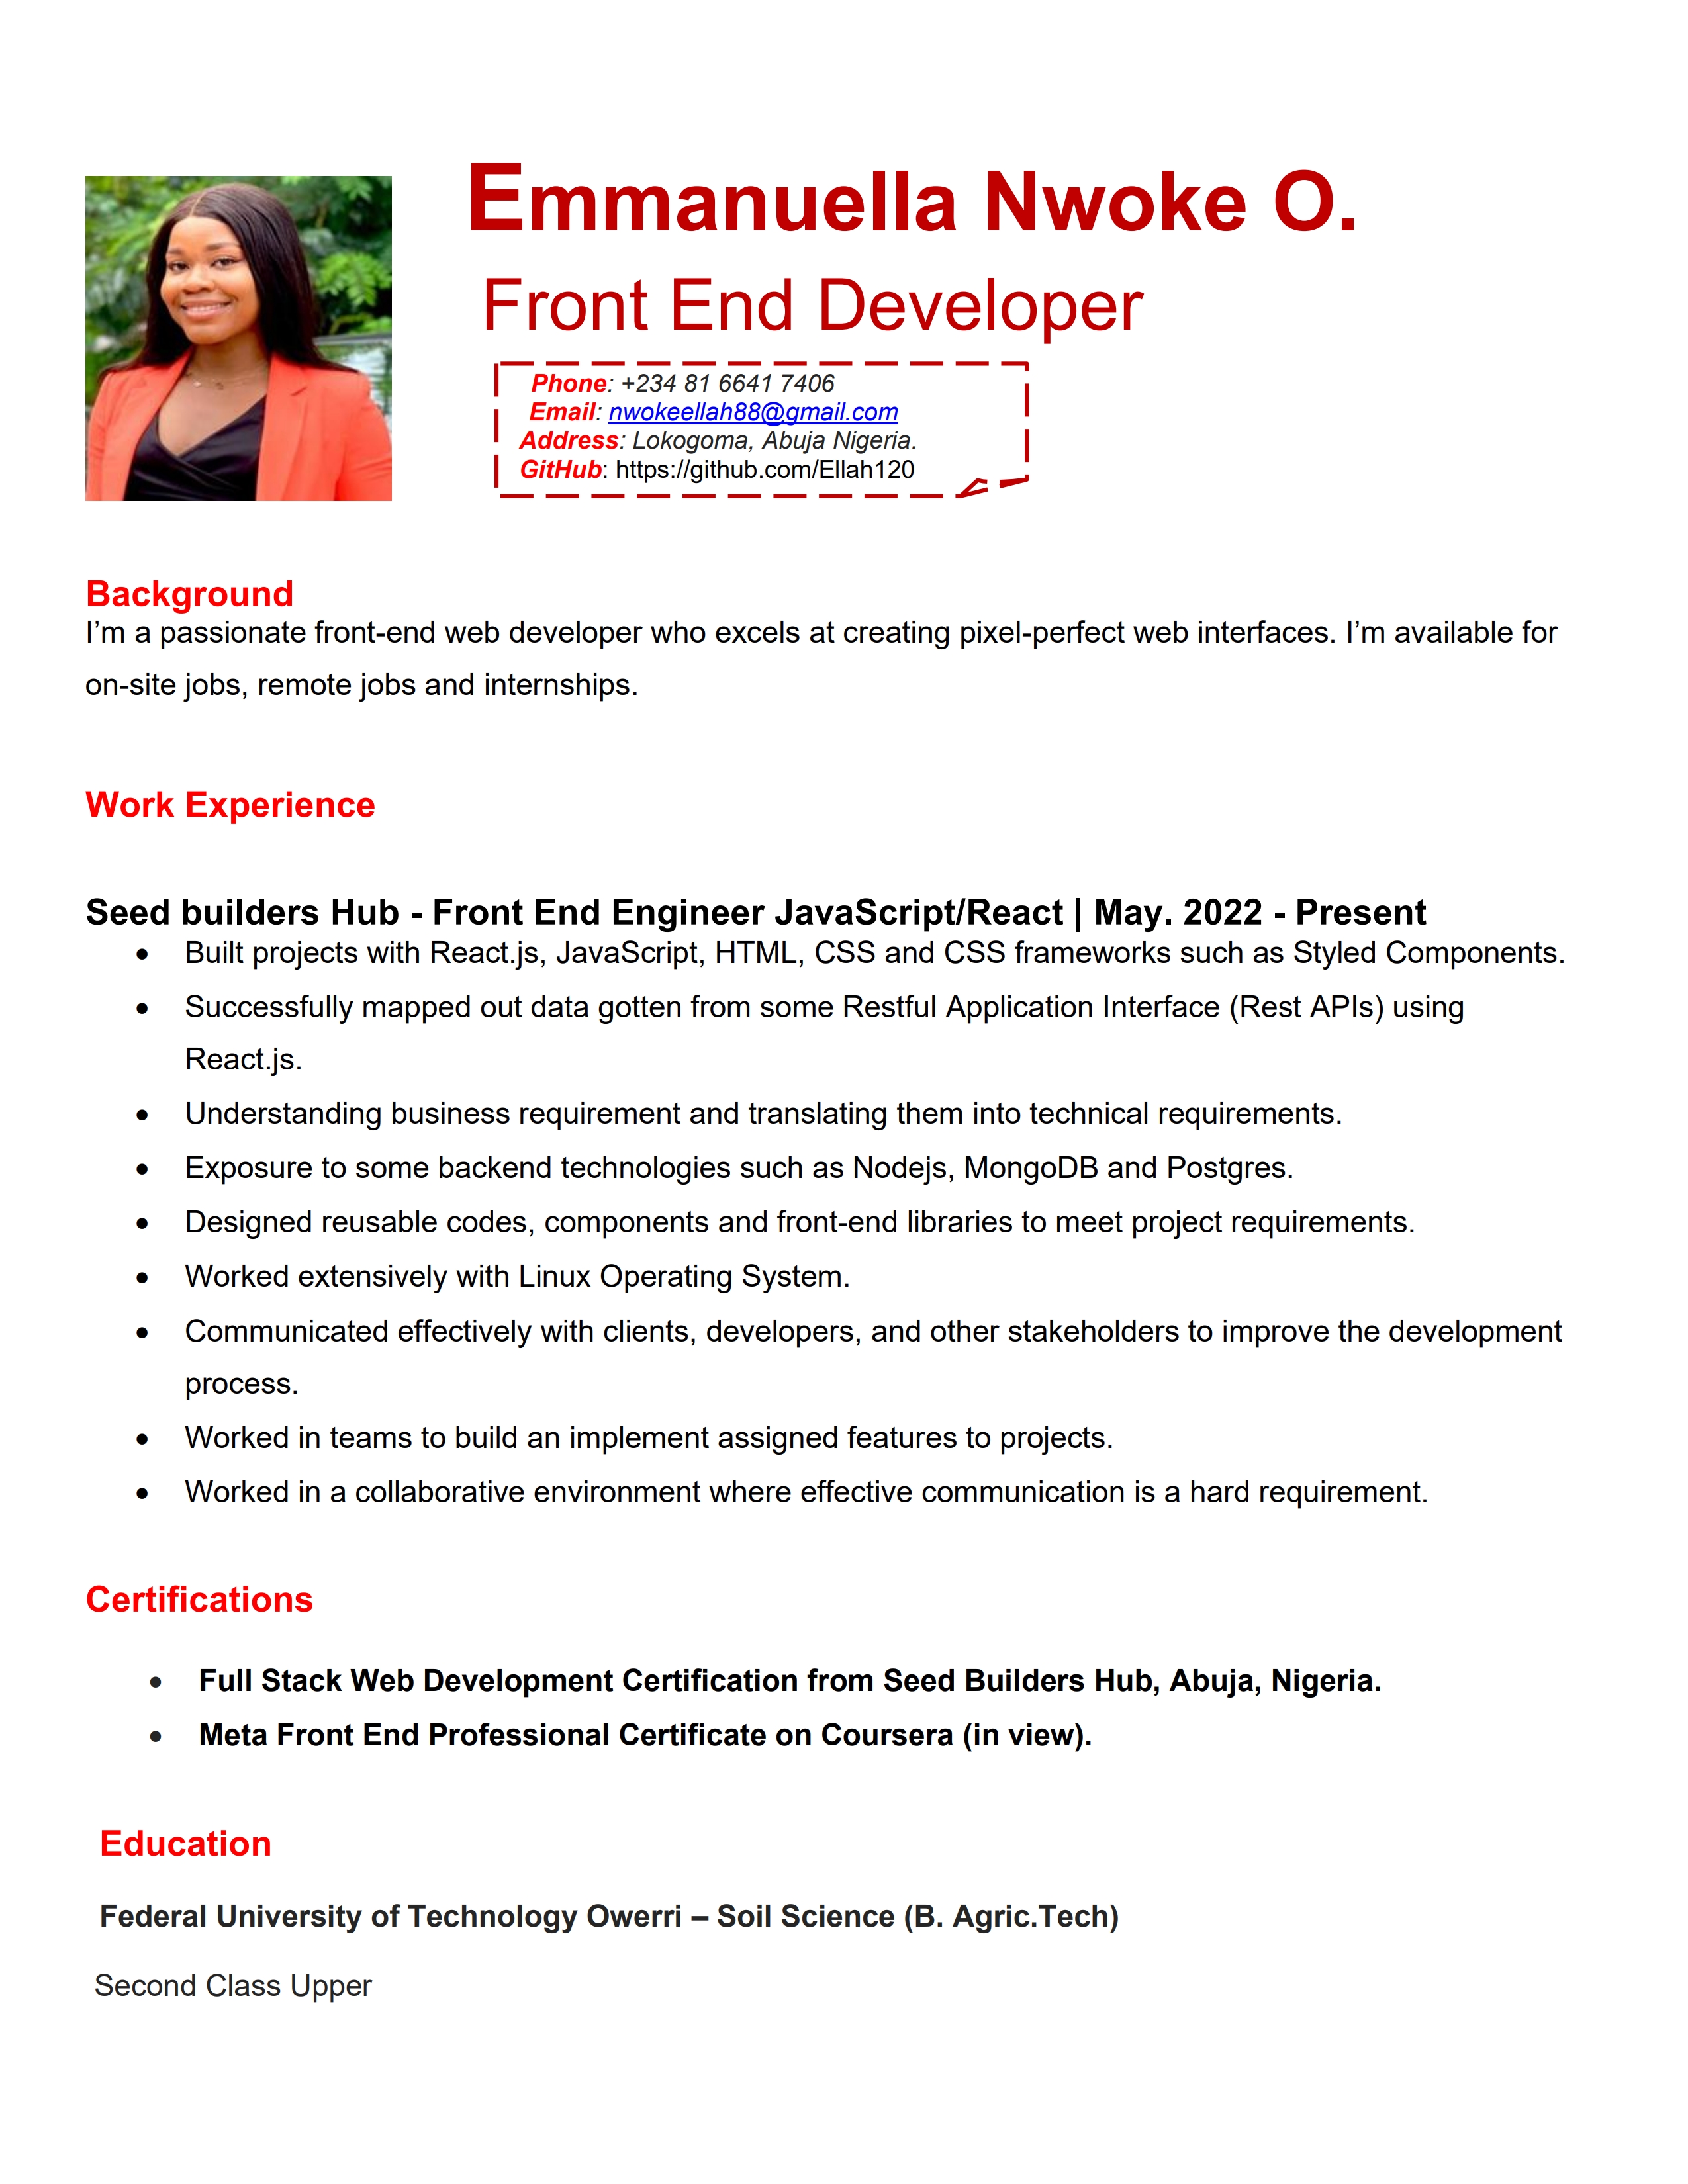 Emmanuella Nwoke O.
Front End Developer
Phone: +234 81 6641 7406
Email: nwokeellah88@gmail.com
Address: Lokogoma, Abuja Nigeria.
GitHub: https://github.com/Ellah120
Background
I’m a passionate front-end web developer who excels at creating pixel-perfect web interfaces. I’m available for
on-site jobs, remote jobs and internships.
Work Experience
Seed builders Hub - Front End Engineer JavaScript/React | May. 2022 - Present
• Built projects with React.js, JavaScript, HTML, CSS and CSS frameworks such as Styled Components.
• Successfully mapped out data gotten from some Restful Application Interface (Rest APIs) using
React.js.
• Understanding business requirement and translating them into technical requirements.
• Exposure to some backend technologies such as Nodejs, MongoDB and Postgres.
• Designed reusable codes, components and front-end libraries to meet project requirements.
• Worked extensively with Linux Operating System.
• Communicated effectively with clients, developers, and other stakeholders to improve the development
process.
• Worked in teams to build an implement assigned features to projects.
• Worked in a collaborative environment where effective communication is a hard requirement.
Certifications
• Full Stack Web Development Certification from Seed Builders Hub, Abuja, Nigeria.
• Meta Front End Professional Certificate on Coursera (in view).
Education
Federal University of Technology Owerri – Soil Science (B. Agric.Tech)
Second Class Upper